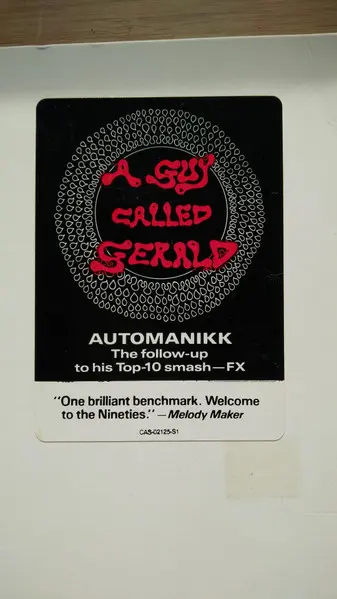 A GUY
CALLED
GERALD
AUTOMANIKK
The follow-up
to his Top-10 smash—FX
"One brilliant benchmark. Welcome
to the Nineties." — Melody Maker
CAS-02125-S1